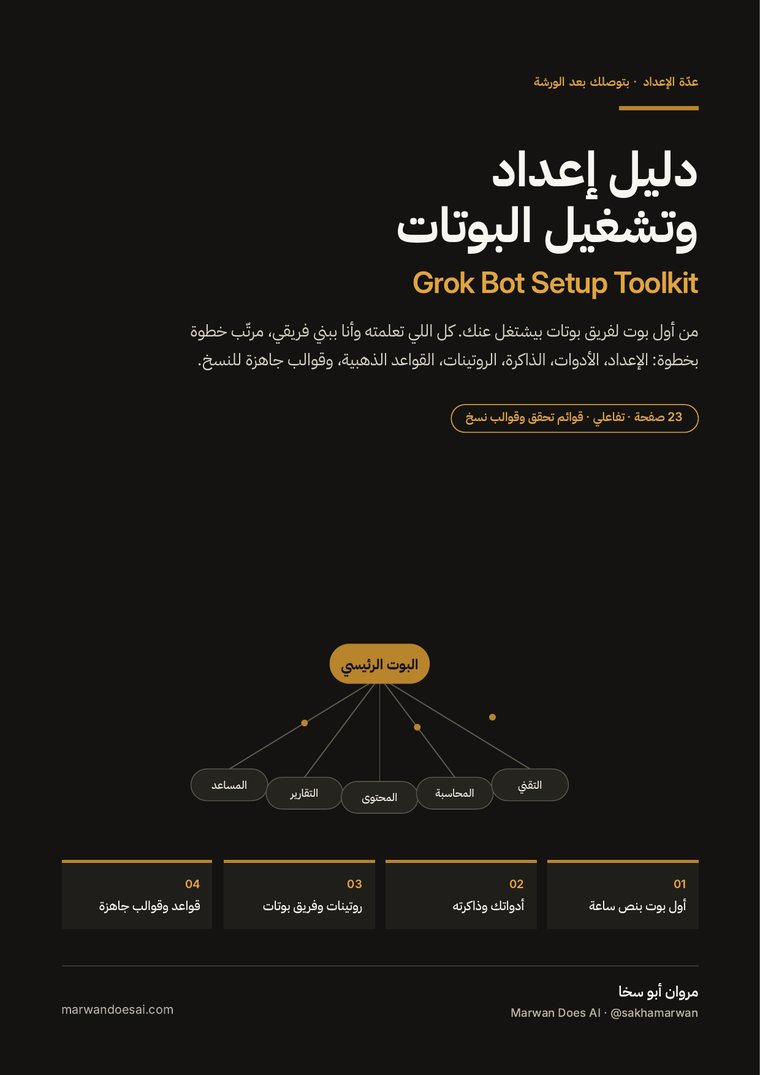 عدّة الإعداد · بتوصلك بعد الورشة
دليل إعداد
وتشغيل البوتات
Grok Bot Setup Toolkit
من أول بوت لفريق بوتات بيشتغل عنك. كل اللي تعلمته وأنا ببني فريقي، مرتّب خطوة
بخطوة: الإعداد، الأدوات، الذاكرة، الروتينات، القواعد الذهبية، وقوالب جاهزة للنسخ.
23 صفحة · تفاعلي · قوائم تحقق وقوالب نسخ
البوت الرئيسي
التقني
المحاسبة
المحتوى
التقارير
المساعد
01
أول بوت بنص ساعة
02
أدواتك وذاكرته
03
روتينات وفريق بوتات
04
قواعد وقوالب جاهزة
مروان أبو سخا
Marwan Does AI · @sakhamarwan
marwandoesai.com